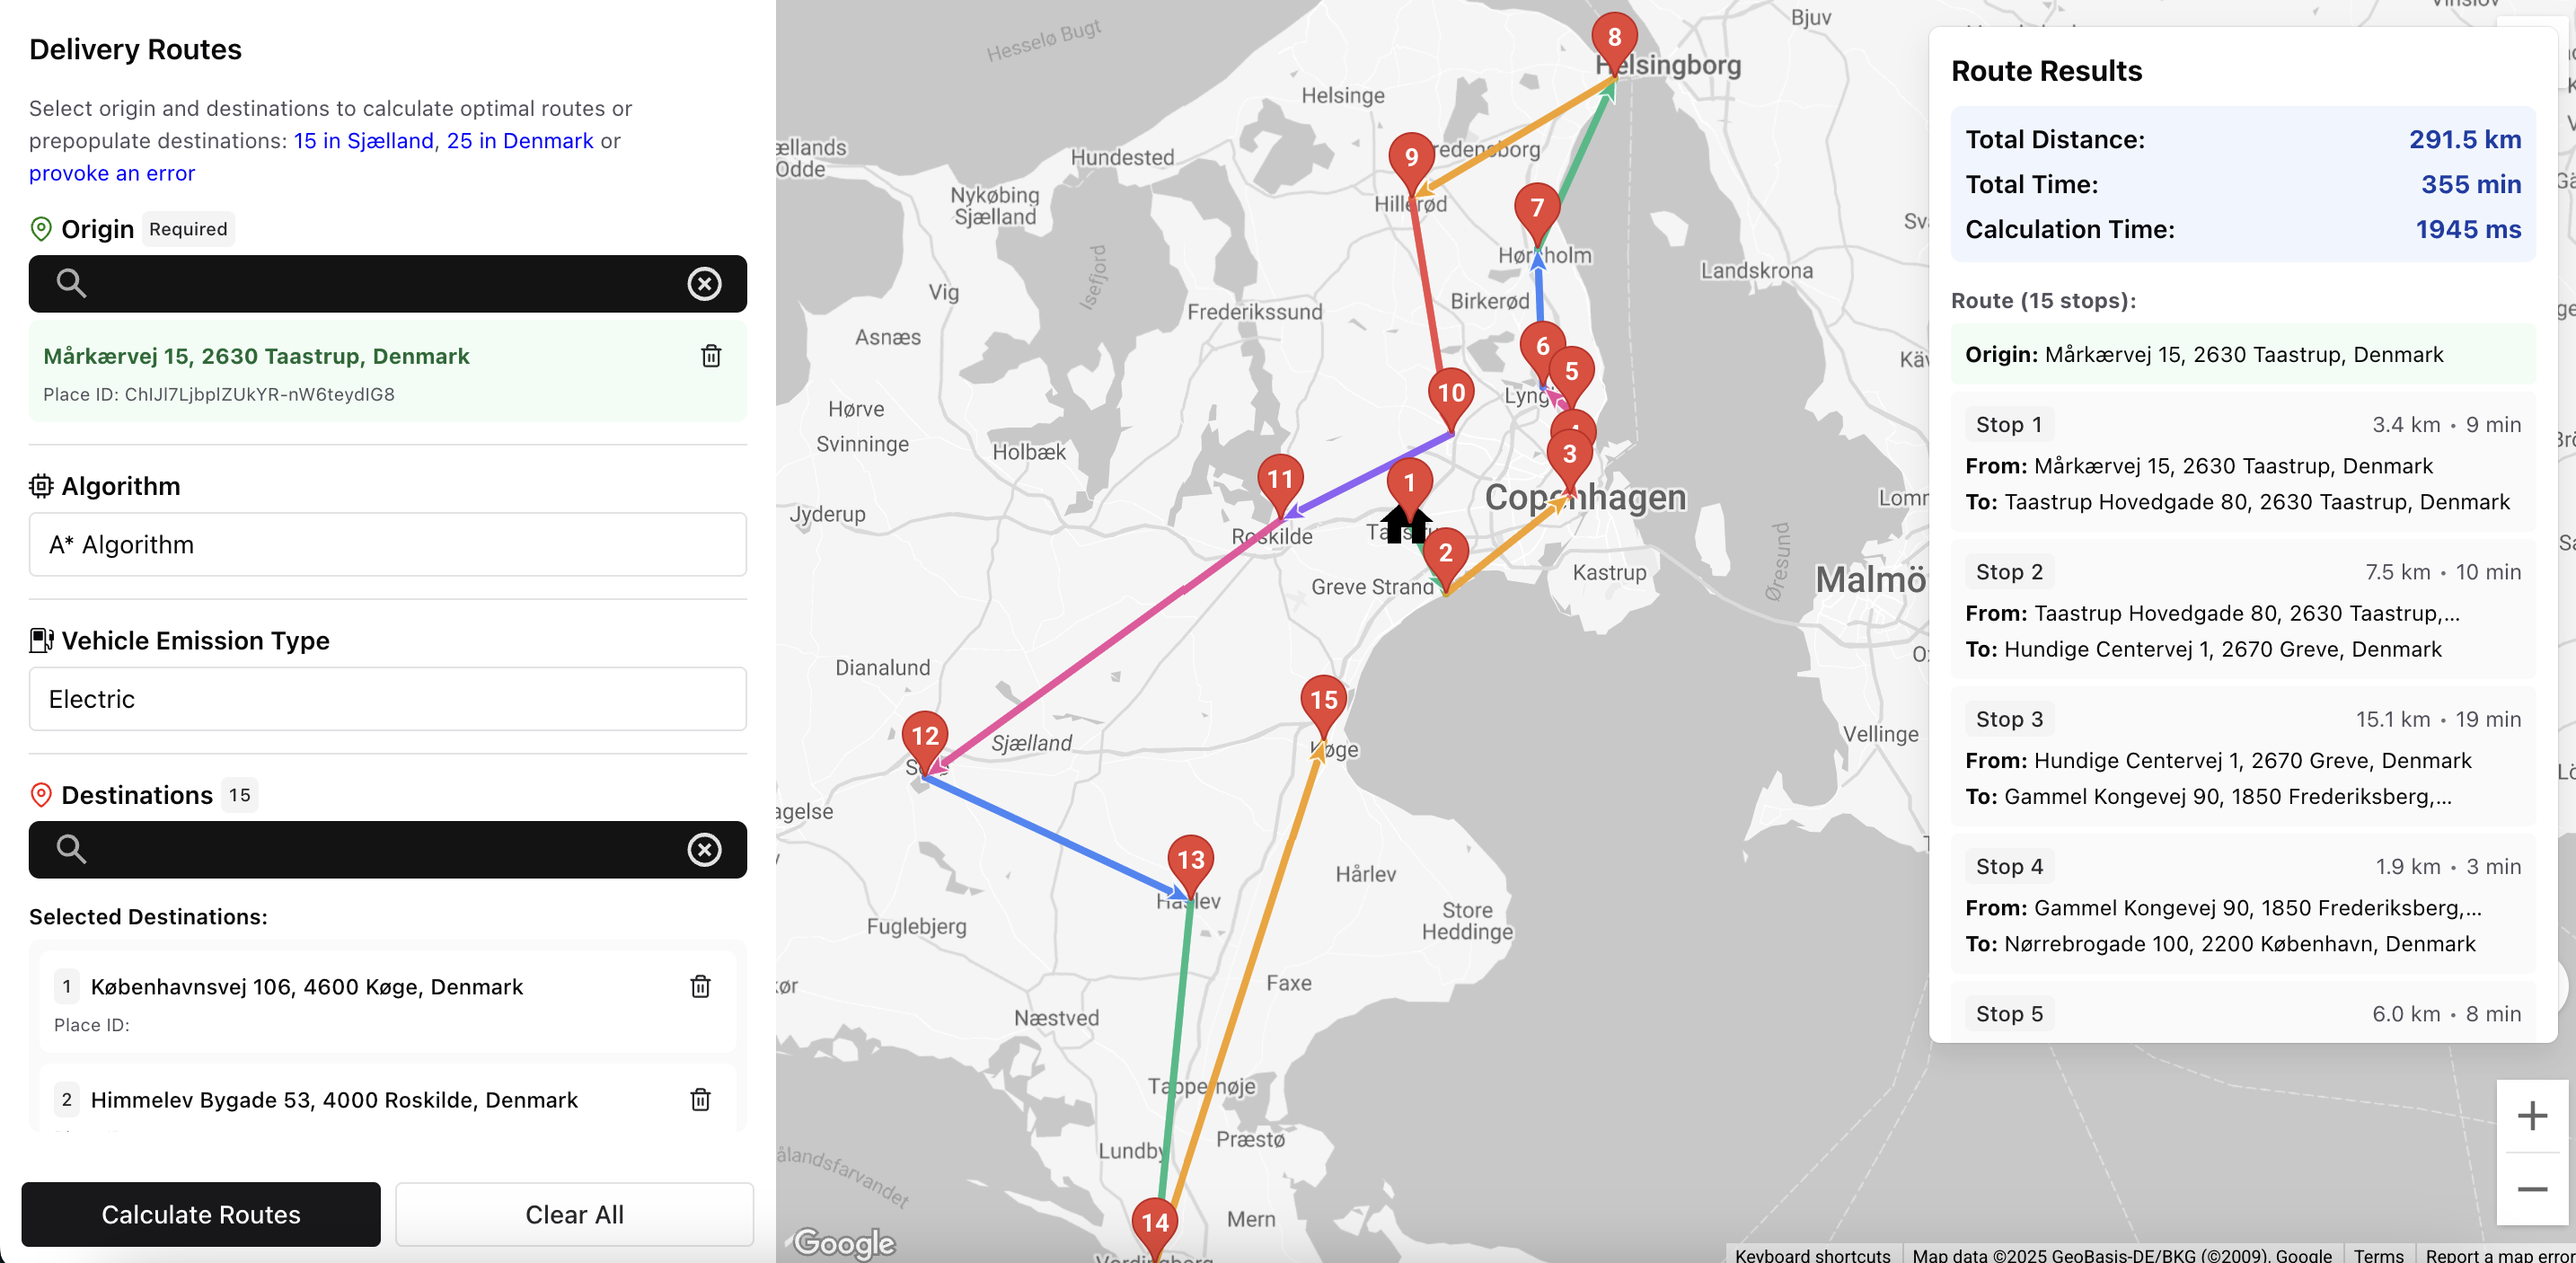 Delivery Routes
Select origin and destinations to calculate optimal routes or
prepopulate destinations: 15 in Sjælland, 25 in Denmark or
provoke an error
Origin Required
Mårkærvej 15, 2630 Taastrup, Denmark
Place ID: ChIJI7LjbplZUkYR-nW6teydIG8
Algorithm
A* Algorithm
Vehicle Emission Type
Electric
Destinations 15
Selected Destinations:
1 Københavnsvej 106, 4600 Køge, Denmark
Place ID:
2 Himmelev Bygade 53, 4000 Roskilde, Denmark
Calculate Routes
Clear All
Hesselø Bugt
Bjuv
8
Helsingborg
Helsinge
Hundested
9
Nykøbing
Sjælland
Hillerød
7
Hørsholm
Landskrona
Isefjord
Vig
Birkerød
Frederikssund
Asnæs
6
5
10
Hørve
Svinninge
Holbæk
3
11
1
Copenhagen
Jyderup
Roskilde
2
Kastrup
Øresund
Malmö
Greve Strand
Dianalund
15
12
Sjælland
Køge
Vellinge
13
Haslev
Hårlev
Fuglebjerg
Store
Heddinge
Faxe
Næstved
Tappernøje
Præstø
Lundby
14
Mern
Google
Keyboard shortcuts
Map data ©2025 GeoBasis-DE/BKG (©2009), Google
Terms
Report a map error
Route Results
Total Distance: 291.5 km
Total Time: 355 min
Calculation Time: 1945 ms
Route (15 stops):
Origin: Mårkærvej 15, 2630 Taastrup, Denmark
Stop 1 3.4 km • 9 min
From: Mårkærvej 15, 2630 Taastrup, Denmark
To: Taastrup Hovedgade 80, 2630 Taastrup, Denmark
Stop 2 7.5 km • 10 min
From: Taastrup Hovedgade 80, 2630 Taastrup,...
To: Hundige Centervej 1, 2670 Greve, Denmark
Stop 3 15.1 km • 19 min
From: Hundige Centervej 1, 2670 Greve, Denmark
To: Gammel Kongevej 90, 1850 Frederiksberg,...
Stop 4 1.9 km • 3 min
From: Gammel Kongevej 90, 1850 Frederiksberg,...
To: Nørrebrogade 100, 2200 København, Denmark
Stop 5 6.0 km • 8 min